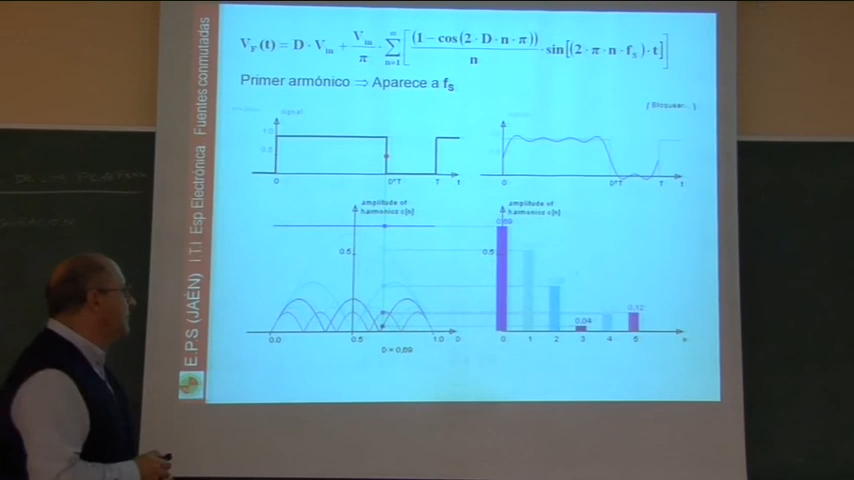 V_F(t) = D · V_in + V_in/π · ∑_{n=1}^{∞} [ (1 − cos(2 · D · n · π)) / n · sin[(2 · π · n · f_S) · t] ]
Primer armónico ⇒ Aparece a f_S
signal
1.0
0.5
0
D*T
T
t
0
D*T
T
t
amplitude of
harmonics c[n]
0.5
0.0
0.5
1.0
D
D = 0,69
amplitude of
harmonics c[n]
0.69
0.5
0.04
0.12
0
1
2
3
4
5
E.P.S (JAÉN) I T I Esp Electrónica Fuentes conmutadas